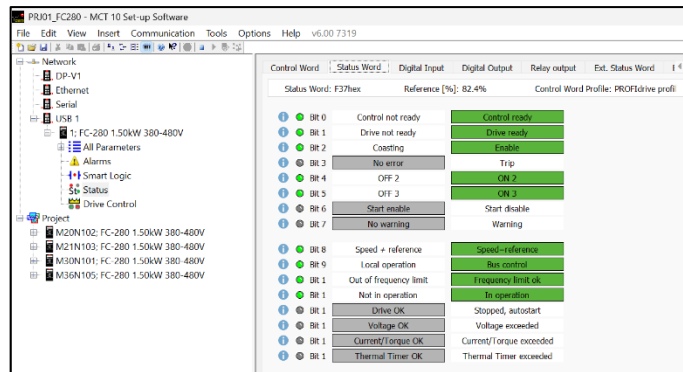 PRJ01_FC280 - MCT 10 Set-up Software
File Edit View Insert Communication Tools Options Help v6.00 7319
Network
DP-V1
Ethernet
Serial
USB 1
1; FC-280 1.50kW 380-480V
All Parameters
Alarms
Smart Logic
Status
Drive Control
Project
M20N102; FC-280 1.50kW 380-480V
M21N103; FC-280 1.50kW 380-480V
M30N101; FC-280 1.50kW 380-480V
M36N105; FC-280 1.50kW 380-480V
Control Word Status Word Digital Input Digital Output Relay output Ext. Status Word
Status Word: F37hex Reference [%]: 82.4% Control Word Profile: PROFIdrive profil
Bit 0 Control not ready Control ready
Bit 1 Drive not ready Drive ready
Bit 2 Coasting Enable
Bit 3 No error Trip
Bit 4 OFF 2 ON 2
Bit 5 OFF 3 ON 3
Bit 6 Start enable Start disable
Bit 7 No warning Warning
Bit 8 Speed ≠ reference Speed=reference
Bit 9 Local operation Bus control
Bit 1 Out of frequency limit Frequency limit ok
Bit 1 Not in operation In operation
Bit 1 Drive OK Stopped, autostart
Bit 1 Voltage OK Voltage exceeded
Bit 1 Current/Torque OK Current/Torque exceeded
Bit 1 Thermal Timer OK Thermal Timer exceeded